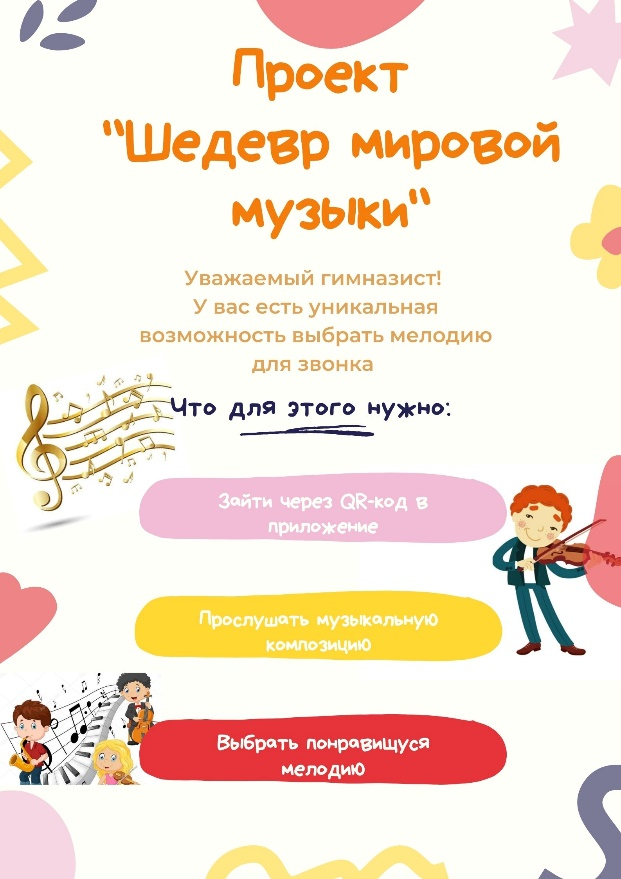 Проект
"Шедевр мировой
музыки"
Уважаемый гимназист!
У вас есть уникальная
возможность выбрать мелодию
для звонка
Что для этого нужно:
Зайти через QR-код в
приложение
Прослушать музыкальную
композицию
Выбрать понравищуся
мелодию